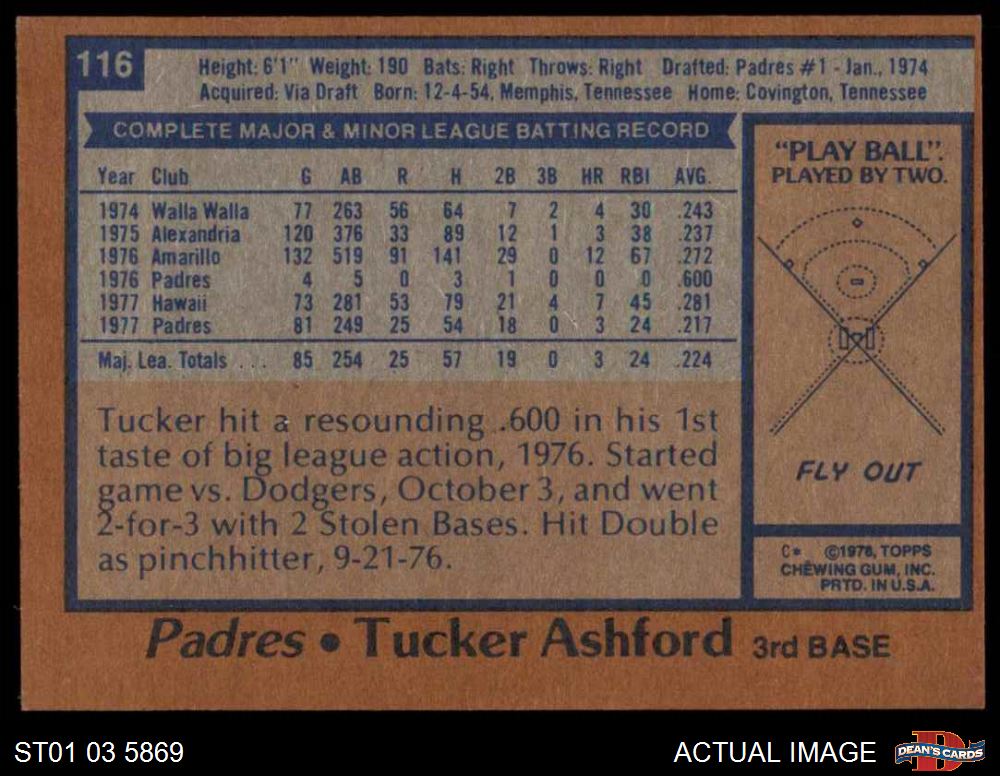 116
Height: 6'1" Weight: 190 Bats: Right Throws: Right Drafted: Padres #1 - Jan., 1974
Acquired: Via Draft Born: 12-4-54, Memphis, Tennessee Home: Covington, Tennessee
COMPLETE MAJOR & MINOR LEAGUE BATTING RECORD
Year Club G AB R H 2B 3B HR RBI AVG.
1974 Walla Walla 77 263 56 64 7 2 4 30 .243
1975 Alexandria 120 376 33 89 12 1 3 38 .237
1976 Amarillo 132 519 91 141 29 0 12 67 .272
1976 Padres 4 5 0 3 1 0 0 0 .600
1977 Hawaii 73 281 53 79 21 4 7 45 .281
1977 Padres 81 249 25 54 18 0 3 24 .217
Maj. Lea. Totals . . . 85 254 25 57 19 0 3 24 .224
Tucker hit a resounding .600 in his 1st
taste of big league action, 1976. Started
game vs. Dodgers, October 3, and went
2-for-3 with 2 Stolen Bases. Hit Double
as pinchhitter, 9-21-76.
"PLAY BALL".
PLAYED BY TWO.
FLY OUT
C* ©1978, TOPPS
CHEWING GUM, INC.
PRTD. IN U.S.A.
Padres • Tucker Ashford 3rd BASE
ST01 03 5869
ACTUAL IMAGE
DEAN'S CARDS